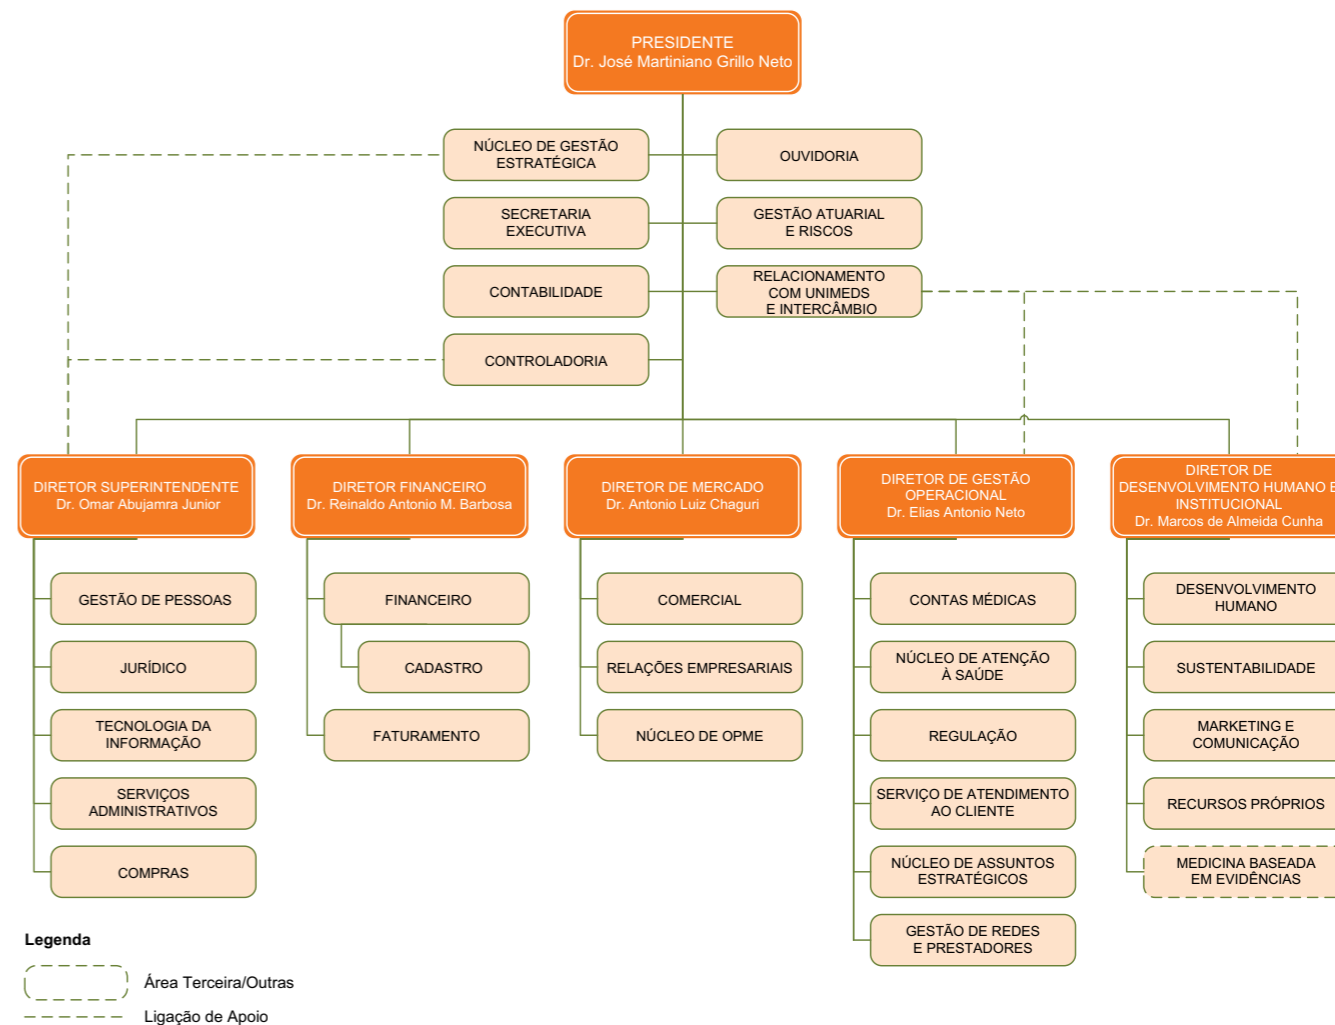 PRESIDENTE
Dr. José Martiniano Grillo Neto
NÚCLEO DE GESTÃO
ESTRATÉGICA
OUVIDORIA
SECRETARIA
EXECUTIVA
GESTÃO ATUARIAL
E RISCOS
CONTABILIDADE
RELACIONAMENTO
COM UNIMEDS
E INTERCÂMBIO
CONTROLADORIA
DIRETOR SUPERINTENDENTE
Dr. Omar Abujamra Junior
DIRETOR FINANCEIRO
Dr. Reinaldo Antonio M. Barbosa
DIRETOR DE MERCADO
Dr. Antonio Luiz Chaguri
DIRETOR DE GESTÃO
OPERACIONAL
Dr. Elias Antonio Neto
DIRETOR DE
DESENVOLVIMENTO HUMANO E
INSTITUCIONAL
Dr. Marcos de Almeida Cunha
GESTÃO DE PESSOAS
JURÍDICO
TECNOLOGIA DA
INFORMAÇÃO
SERVIÇOS
ADMINISTRATIVOS
COMPRAS
FINANCEIRO
CADASTRO
FATURAMENTO
COMERCIAL
RELAÇÕES EMPRESARIAIS
NÚCLEO DE OPME
CONTAS MÉDICAS
NÚCLEO DE ATENÇÃO
À SAÚDE
REGULAÇÃO
SERVIÇO DE ATENDIMENTO
AO CLIENTE
NÚCLEO DE ASSUNTOS
ESTRATÉGICOS
GESTÃO DE REDES
E PRESTADORES
DESENVOLVIMENTO
HUMANO
SUSTENTABILIDADE
MARKETING E
COMUNICAÇÃO
RECURSOS PRÓPRIOS
MEDICINA BASEADA
EM EVIDÊNCIAS
Legenda
Área Terceira/Outras
Ligação de Apoio